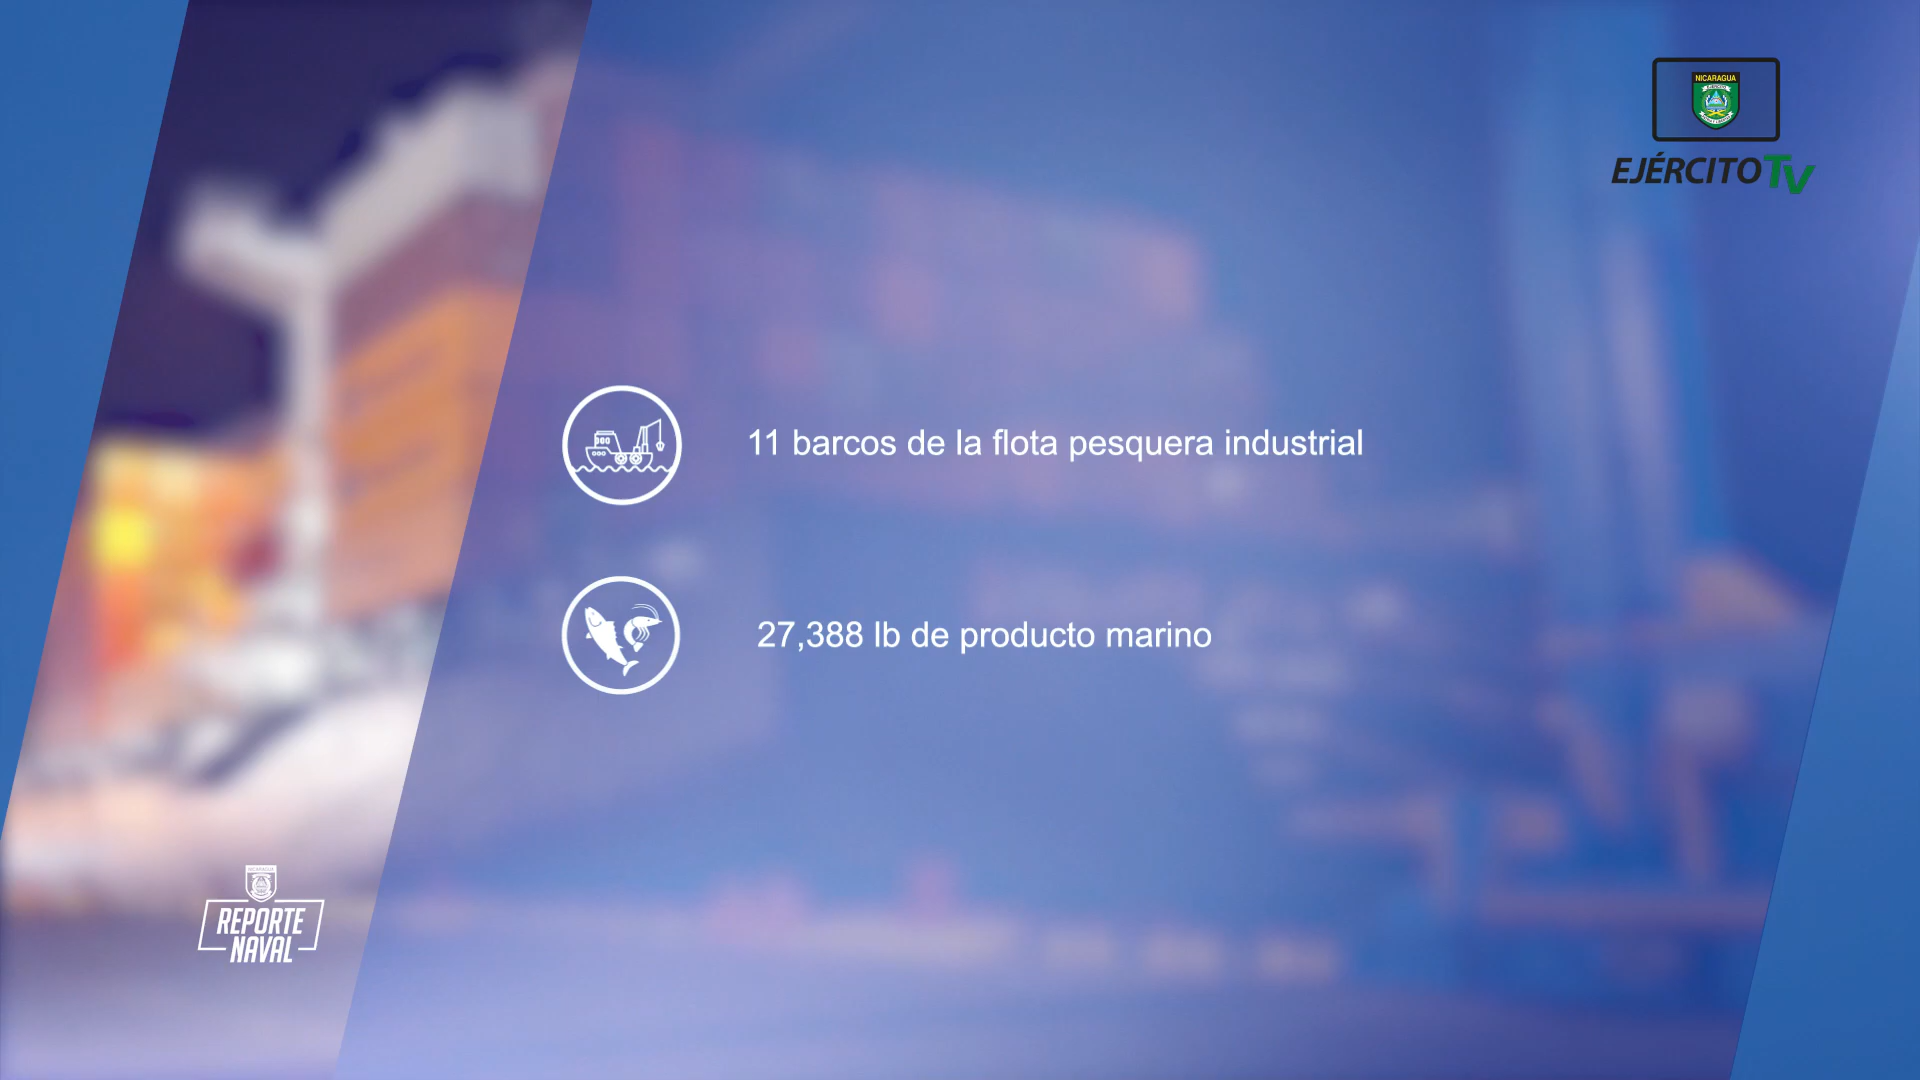 NICARAGUA
EJÉRCITO TV
11 barcos de la flota pesquera industrial
27,388 lb de producto marino
REPORTE
NAVAL